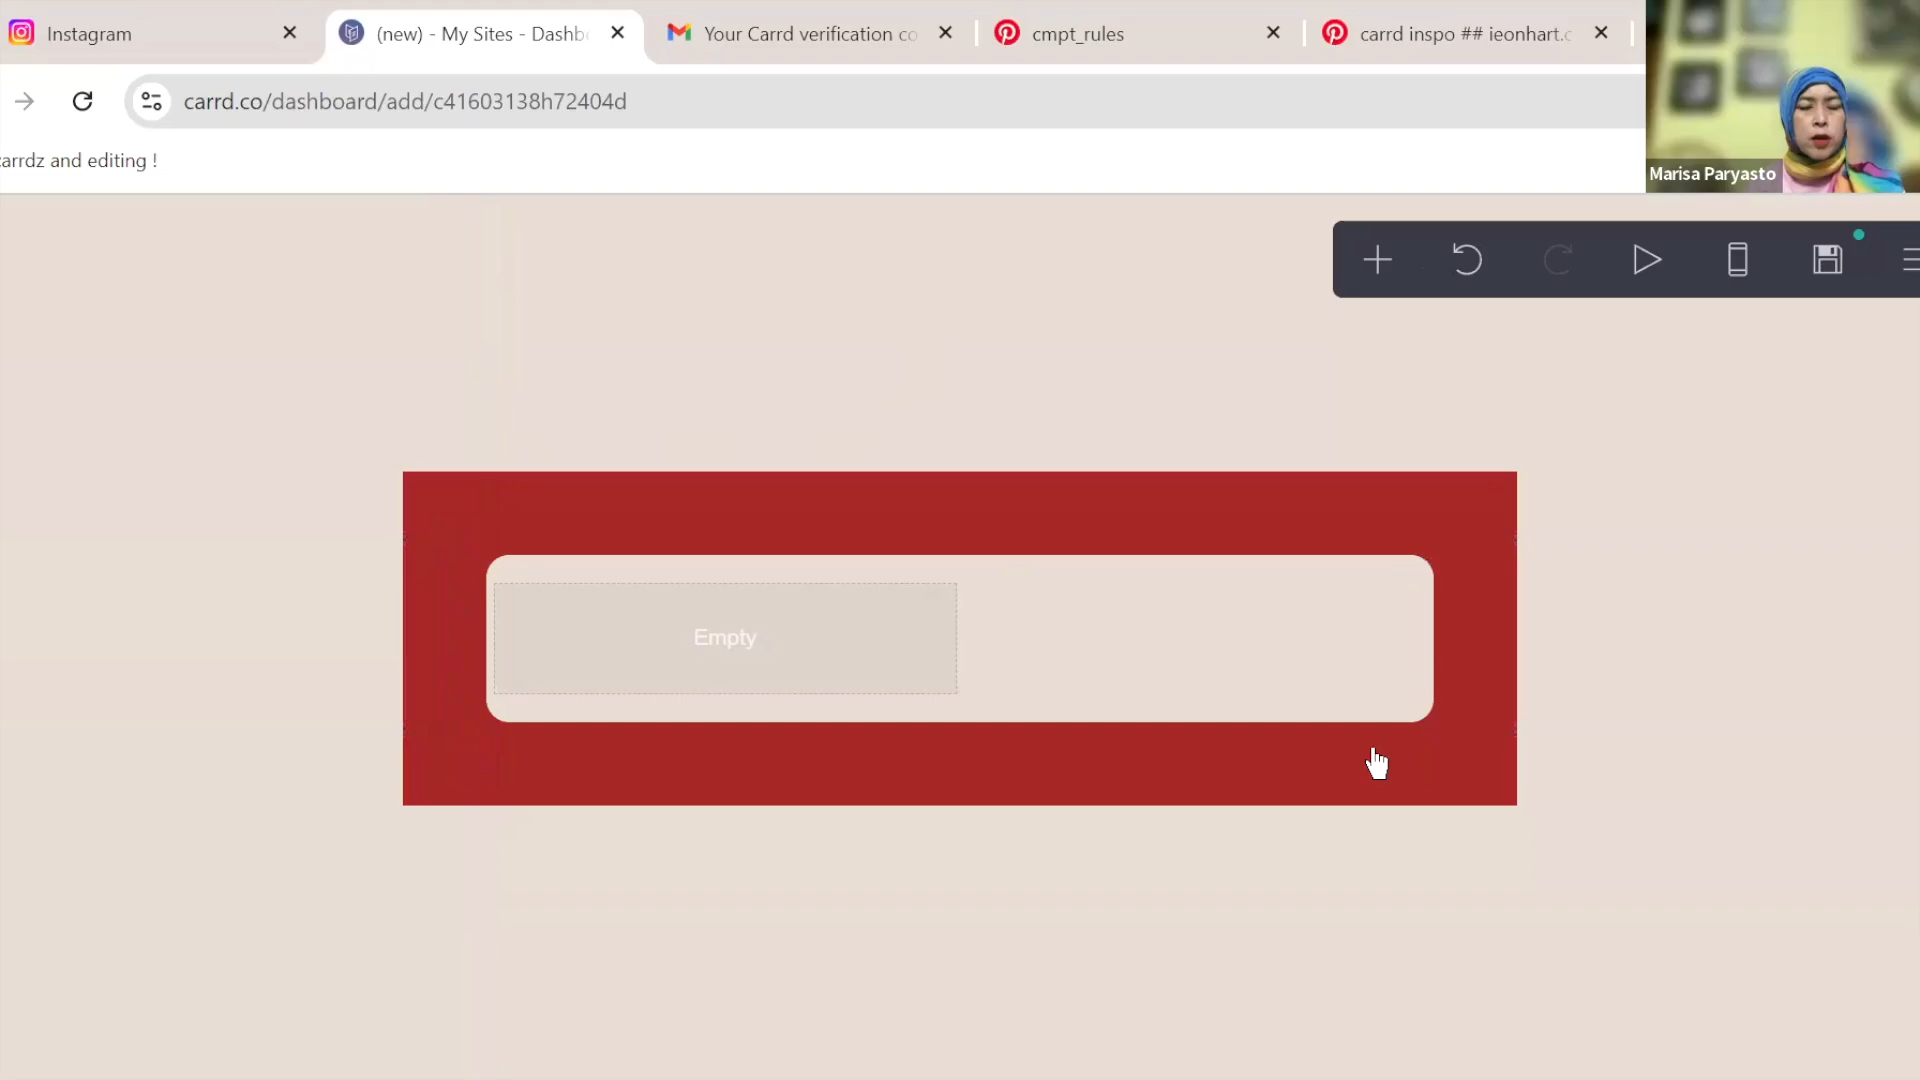 Instagram
(new) - My Sites - Dashb
Your Carrd verification co
cmpt_rules
carrd inspo ## ieonhart.c
carrd.co/dashboard/add/c41603138h72404d
carrdz and editing !
Marisa Paryasto
Empty